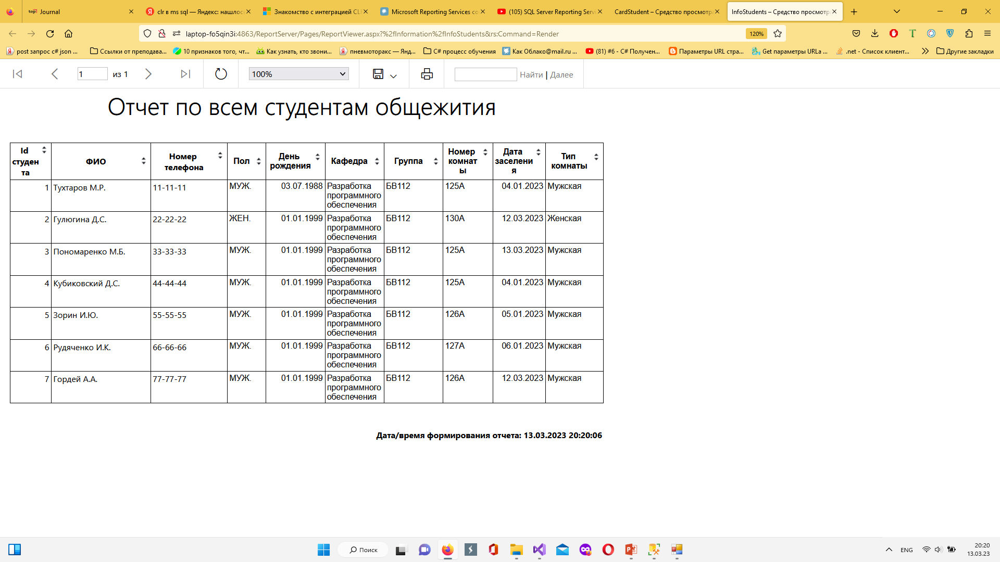 Journal
clr в ms sql — Яндекс: нашлось
Знакомство с интеграцией CLR
Microsoft Reporting Services со
(105) SQL Server Reporting Servi
CardStudent – Средство просмотра
InfoStudents – Средство просмотра
laptop-fo5qin3i:4863/ReportServer/Pages/ReportViewer.aspx?%2fInformation%2fInfoStudents&rs:Command=Render
120%
post запрос c# json ...
Ссылки от преподава...
10 признаков того, чт...
Как узнать, кто звони...
пневмоторакс — Янд...
C# процесс обучения
Как Облако@mail.ru ...
(81) #6 - C# Получен...
Параметры URL стра...
Get параметры URLа ...
.net - Список клиент...
Другие закладки
1 из 1
100%
Найти | Далее
Отчет по всем студентам общежития
Id студен та ФИО Номер телефона Пол День рождения Кафедра Группа Номер комнат ы Дата заселени я Тип комнаты
1 Тухтаров М.Р. 11-11-11 МУЖ. 03.07.1988 Разработка программного обеспечения БВ112 125А 04.01.2023 Мужская
2 Гулюгина Д.С. 22-22-22 ЖЕН. 01.01.1999 Разработка программного обеспечения БВ112 130А 12.03.2023 Женская
3 Пономаренко М.Б. 33-33-33 МУЖ. 01.01.1999 Разработка программного обеспечения БВ112 125А 13.03.2023 Мужская
4 Кубиковский Д.С. 44-44-44 МУЖ. 01.01.1999 Разработка программного обеспечения БВ112 125А 04.01.2023 Мужская
5 Зорин И.Ю. 55-55-55 МУЖ. 01.01.1999 Разработка программного обеспечения БВ112 126А 05.01.2023 Мужская
6 Рудяченко И.К. 66-66-66 МУЖ. 01.01.1999 Разработка программного обеспечения БВ112 127А 06.01.2023 Мужская
7 Гордей А.А. 77-77-77 МУЖ. 01.01.1999 Разработка программного обеспечения БВ112 126А 12.03.2023 Мужская
Дата/время формирования отчета: 13.03.2023 20:20:06
Поиск
ENG
20:20
13.03.23